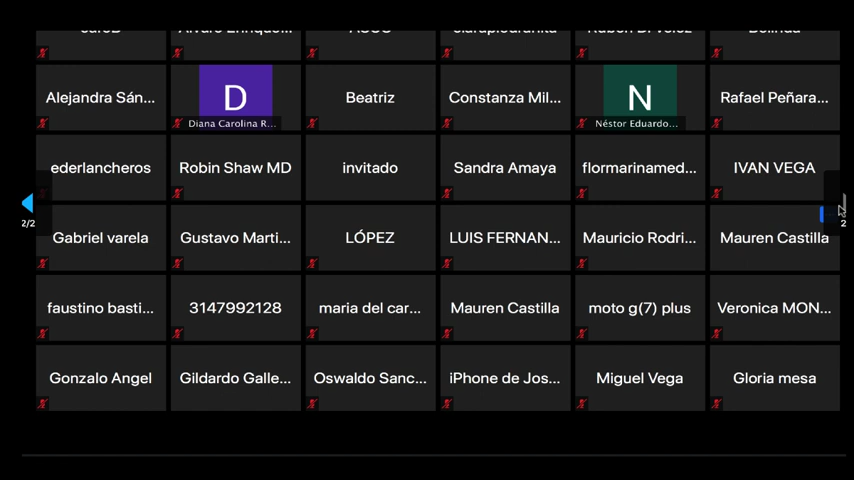 Alejandra Sán...
D
Diana Carolina R...
Beatriz
Constanza Mil...
N
Néstor Eduardo...
Rafael Peñara...
ederlancheros
Robin Shaw MD
invitado
Sandra Amaya
flormarinamed...
IVAN VEGA
2/2
2
Gabriel varela
Gustavo Marti...
LÓPEZ
LUIS FERNAN...
Mauricio Rodri...
Mauren Castilla
faustino basti...
3147992128
maria del car...
Mauren Castilla
moto g(7) plus
Veronica MON...
Gonzalo Angel
Gildardo Galle...
Oswaldo Sanc...
iPhone de Jos...
Miguel Vega
Gloria mesa